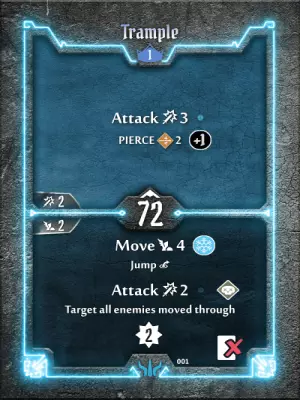 Trample
1
Attack 3
PIERCE 2 +1
2
72
2
Move 4
Jump
Attack 2
Target all enemies moved through
2
001